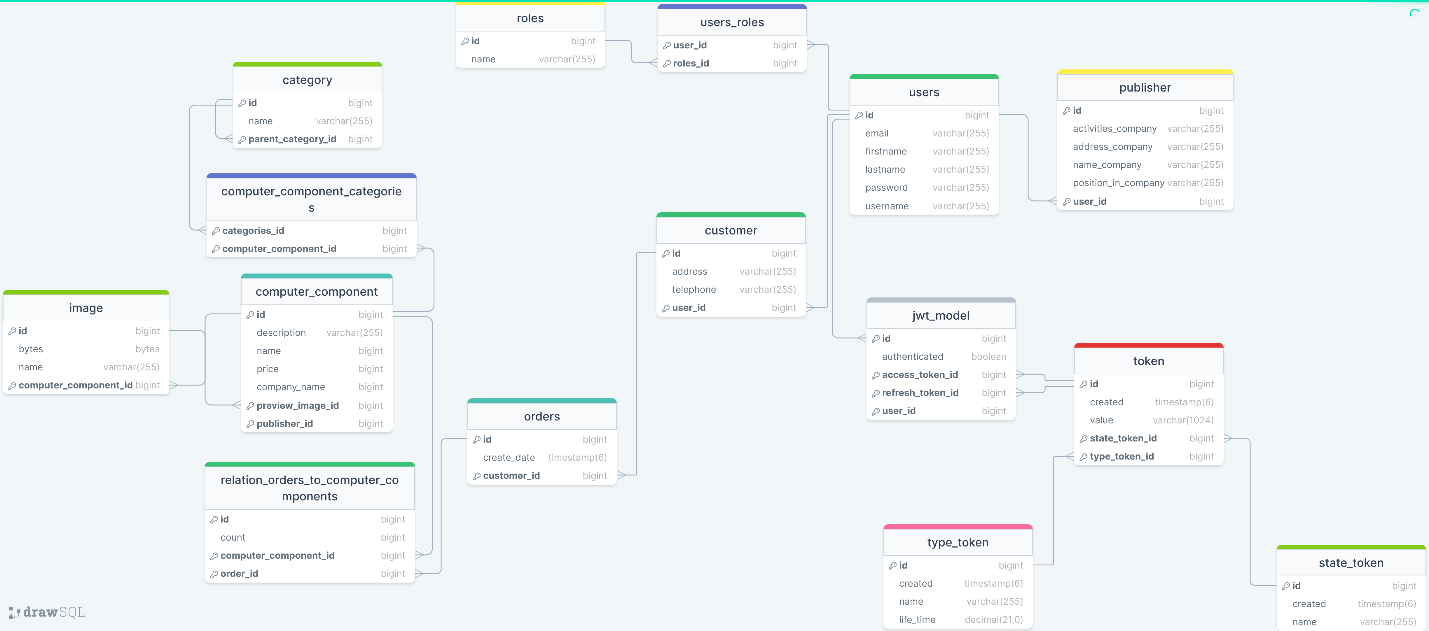 roles
id bigint
name varchar(255)
users_roles
user_id bigint
roles_id bigint
category
id bigint
name varchar(255)
parent_category_id bigint
users
id bigint
email varchar(255)
firstname varchar(255)
lastname varchar(255)
password varchar(255)
username varchar(255)
publisher
id bigint
activities_company varchar(255)
address_company varchar(255)
name_company varchar(255)
position_in_company varchar(255)
user_id bigint
computer_component_categorie
s
categories_id bigint
computer_component_id bigint
customer
id bigint
address varchar(255)
telephone varchar(255)
user_id bigint
image
id bigint
bytes bytea
name varchar(255)
computer_component_id bigint
computer_component
id bigint
description varchar(255)
name bigint
price bigint
company_name bigint
preview_image_id bigint
publisher_id bigint
jwt_model
id bigint
authenticated boolean
access_token_id bigint
refresh_token_id bigint
user_id bigint
token
id bigint
created timestamp(6)
value varchar(1024)
state_token_id bigint
type_token_id bigint
orders
id bigint
create_date timestamp(6)
customer_id bigint
relation_orders_to_computer_co
mponents
id bigint
count bigint
computer_component_id bigint
order_id bigint
type_token
id bigint
created timestamp(6)
name varchar(255)
life_time decimal(21,0)
state_token
id bigint
created timestamp(6)
name varchar(255)
drawSQL